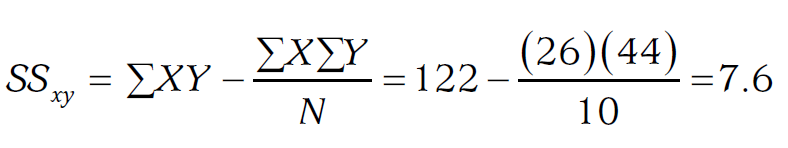 SS_xy = ∑XY − ∑X∑Y / N = 122 − (26)(44) / 10 = 7.6